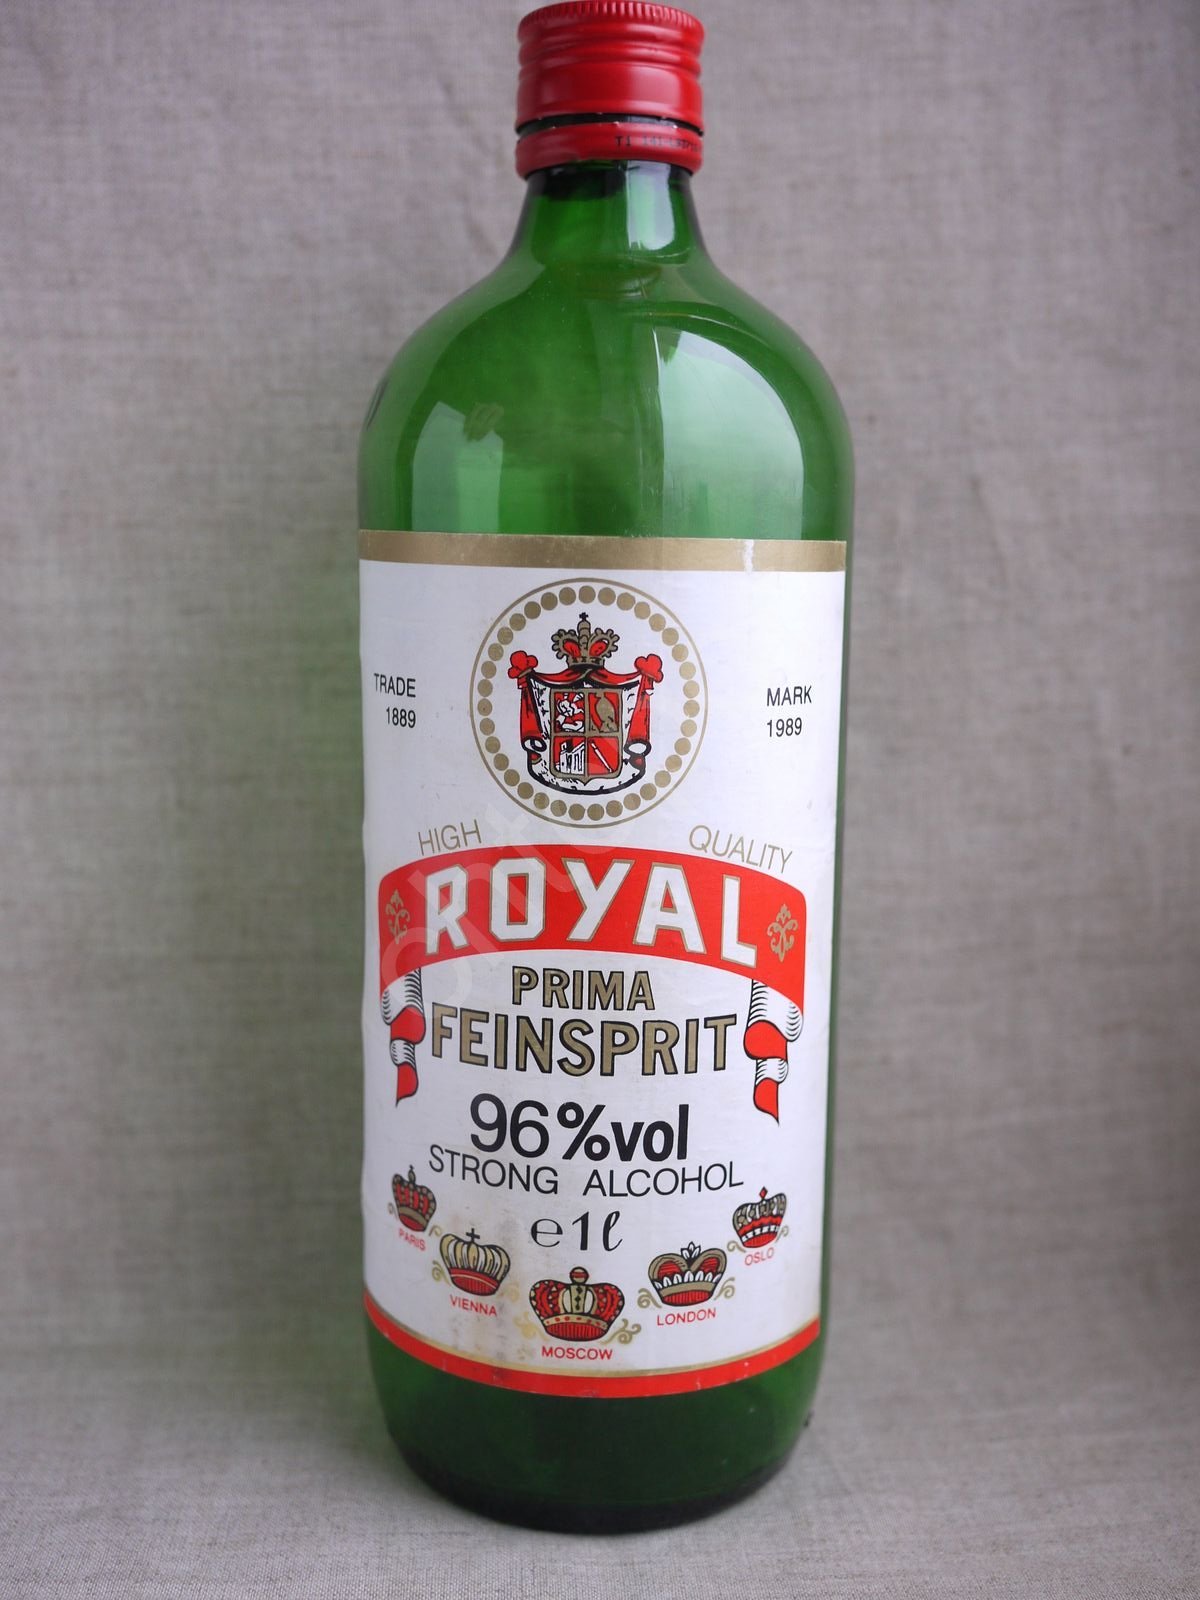 TRADE
1889
MARK
1989
HIGH QUALITY
ROYAL
PRIMA
FEINSPRIT
96%vol
STRONG ALCOHOL
e1ℓ
PARIS
VIENNA
MOSCOW
LONDON
OSLO